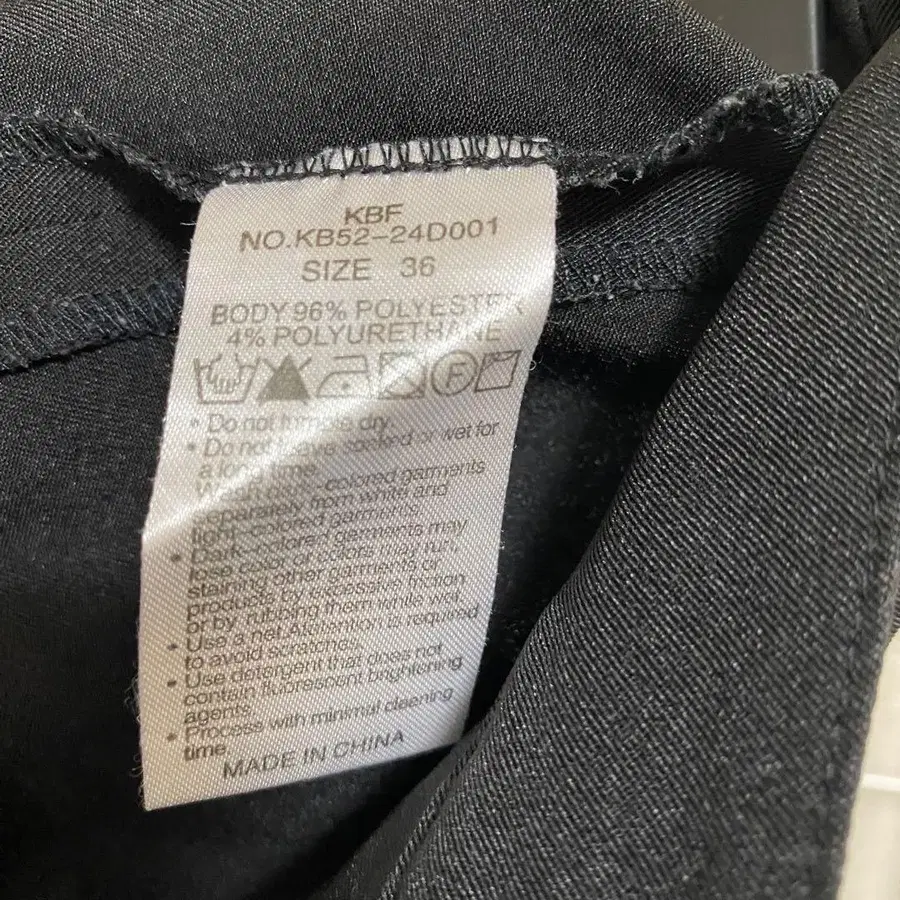 KBF
NO.KB52-24D001
SIZE 36
BODY 96% POLYESTER
4% POLYURETHANE
F
• Do not tumble dry.
• Do not leave soaked or wet for
a long time.
Wash dark-colored garments
separately from white and
light-colored garments.
• Dark-colored garments may
lose color or colors may run,
staining other garments or
products by excessive friction
or by rubbing them while wet.
• Use a net.Attention is required
to avoid scratches.
• Use detergent that does not
contain fluorescent brightening
agents.
• Process with minimal cleaning
time.
MADE IN CHINA